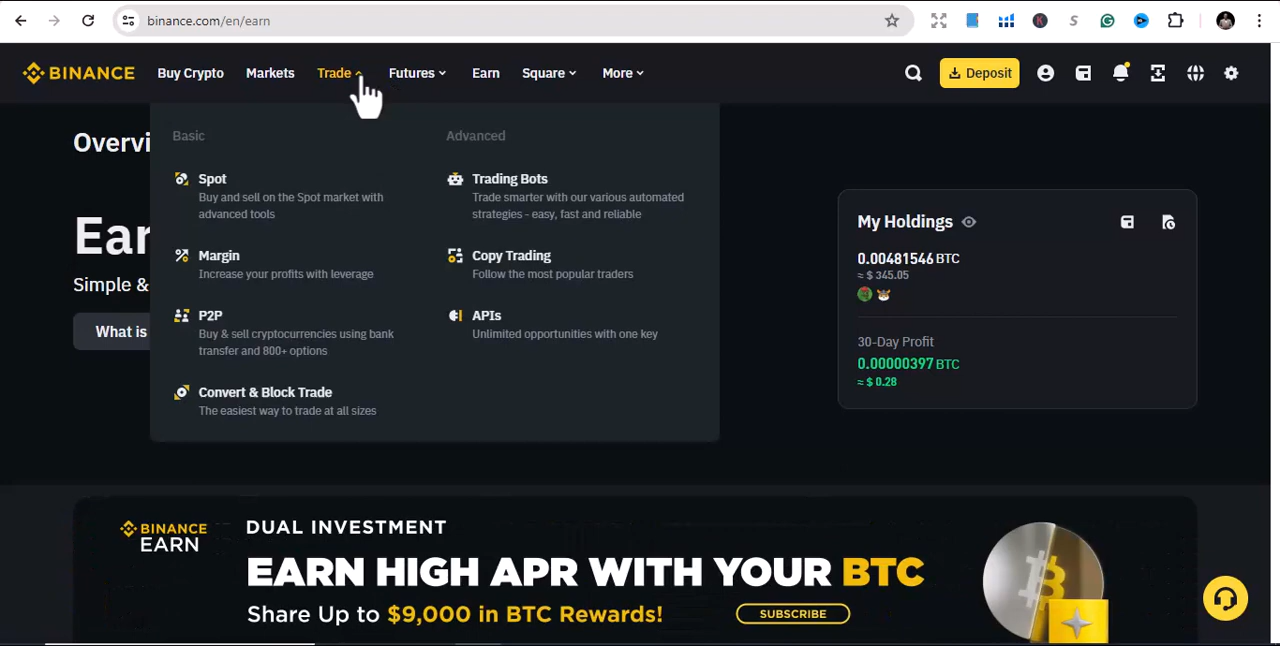 binance.com/en/earn
BINANCE
Buy Crypto
Markets
Trade
Futures
Earn
Square
More
Deposit
Overvi
Ear
Simple &
What is
Basic
Spot
Buy and sell on the Spot market with
advanced tools
Margin
Increase your profits with leverage
P2P
Buy & sell cryptocurrencies using bank
transfer and 800+ options
Convert & Block Trade
The easiest way to trade at all sizes
Advanced
Trading Bots
Trade smarter with our various automated
strategies - easy, fast and reliable
Copy Trading
Follow the most popular traders
APIs
Unlimited opportunities with one key
My Holdings
0.00481546 BTC
≈ $ 345.05
30-Day Profit
0.00000397 BTC
≈ $ 0.28
BINANCE
EARN
DUAL INVESTMENT
EARN HIGH APR WITH YOUR BTC
Share Up to $9,000 in BTC Rewards!
SUBSCRIBE